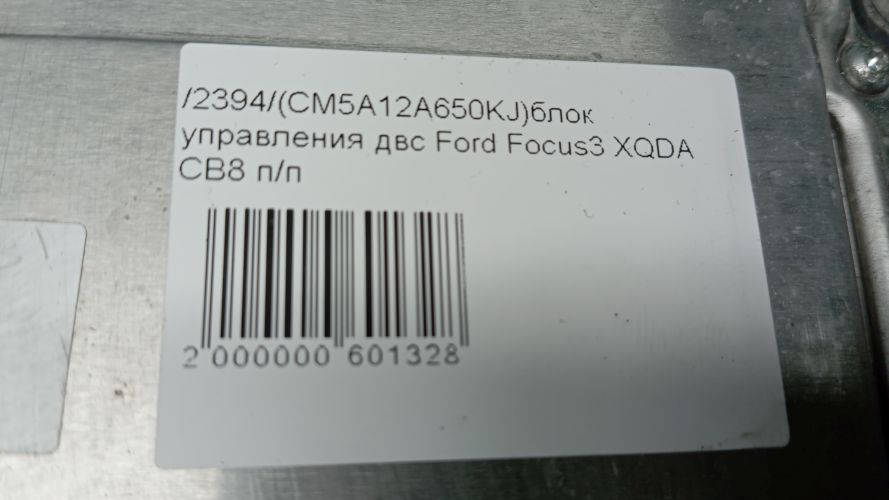 /2394/(CM5A12A650KJ)блок
управления двс Ford Focus3 XQDA
CB8 п/п
2 000000 601328